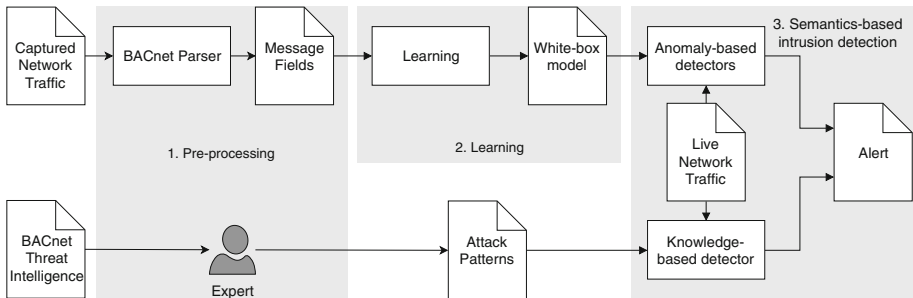 Captured
Network
Traffic
BACnet Parser
Message
Fields
Learning
White-box
model
Anomaly-based
detectors
3. Semantics-based
intrusion detection
1. Pre-processing
2. Learning
Live
Network
Traffic
Alert
BACnet
Threat
Intelligence
Expert
Attack
Patterns
Knowledge-
based detector